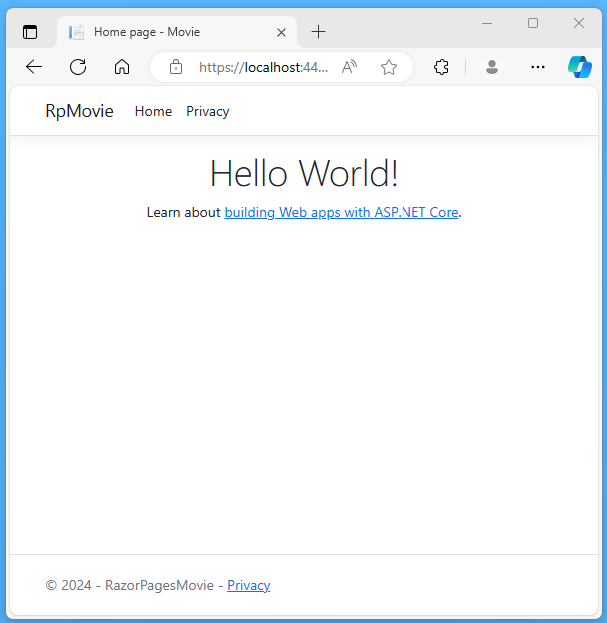 Home page - Movie
https://localhost:44...
RpMovie Home Privacy
Hello World!
Learn about building Web apps with ASP.NET Core.
© 2024 - RazorPagesMovie - Privacy